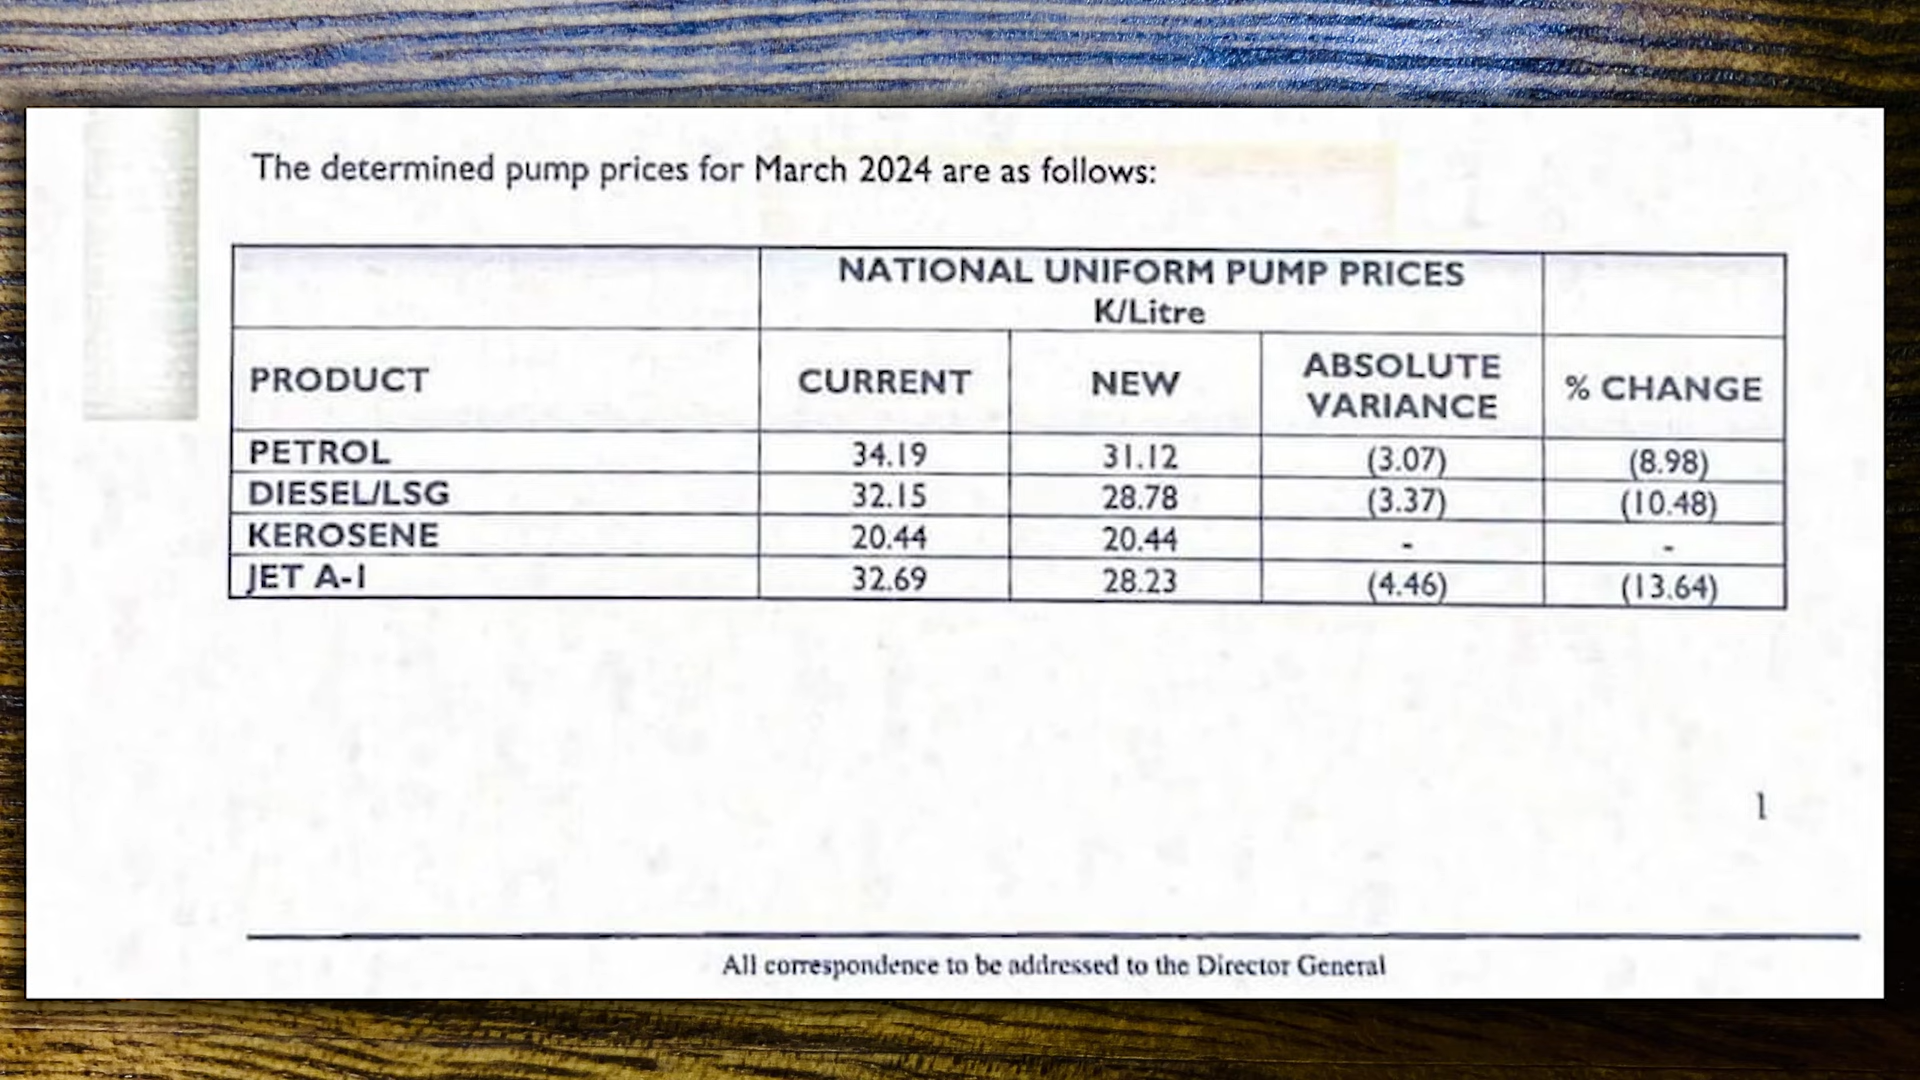 The determined pump prices for March 2024 are as follows:
NATIONAL UNIFORM PUMP PRICES
K/Litre
PRODUCT CURRENT NEW ABSOLUTE VARIANCE % CHANGE
PETROL 34.19 31.12 (3.07) (8.98)
DIESEL/LSG 32.15 28.78 (3.37) (10.48)
KEROSENE 20.44 20.44 - -
JET A-1 32.69 28.23 (4.46) (13.64)
1
All correspondence to be addressed to the Director General